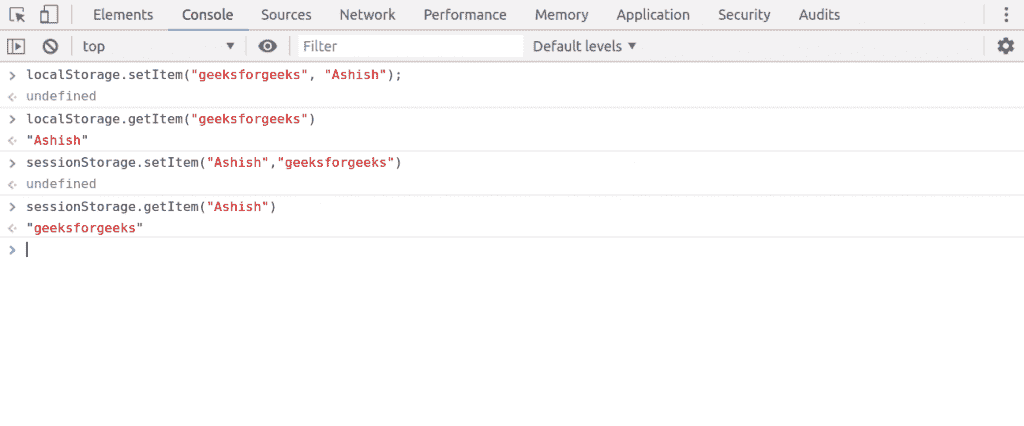 Elements Console Sources Network Performance Memory Application Security Audits
top Filter Default levels
localStorage.setItem("geeksforgeeks", "Ashish");
undefined
localStorage.getItem("geeksforgeeks")
"Ashish"
sessionStorage.setItem("Ashish","geeksforgeeks")
undefined
sessionStorage.getItem("Ashish")
"geeksforgeeks"